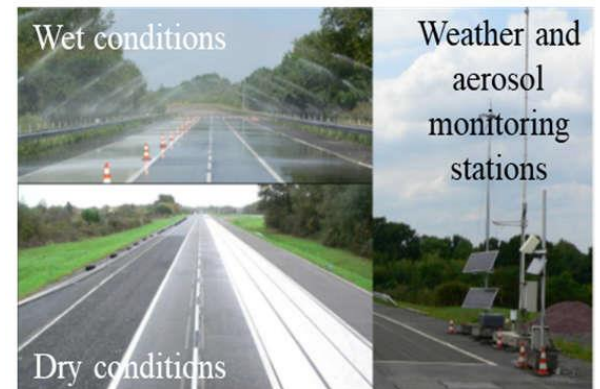 Wet conditions
Weather and
aerosol
monitoring
stations
Dry conditions